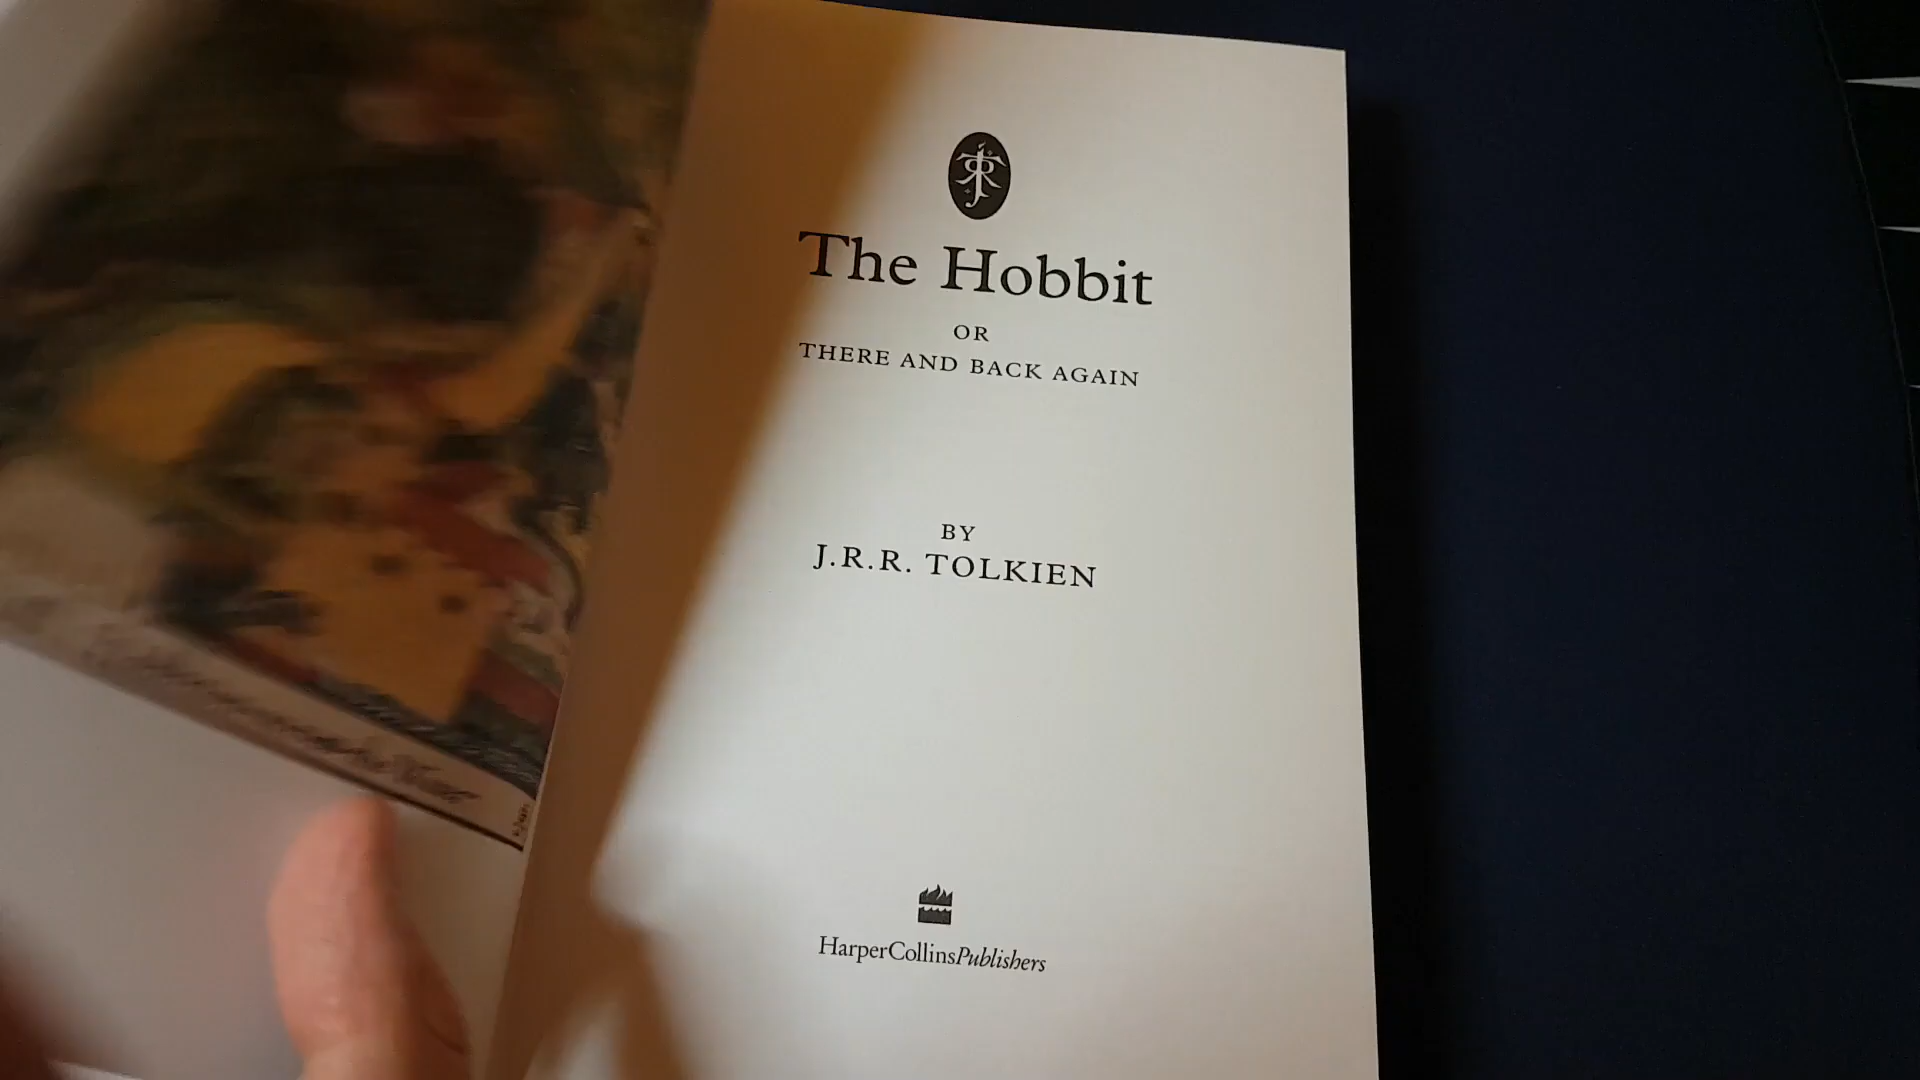 The Hobbit
OR
THERE AND BACK AGAIN
BY
J.R.R. TOLKIEN
HarperCollinsPublishers